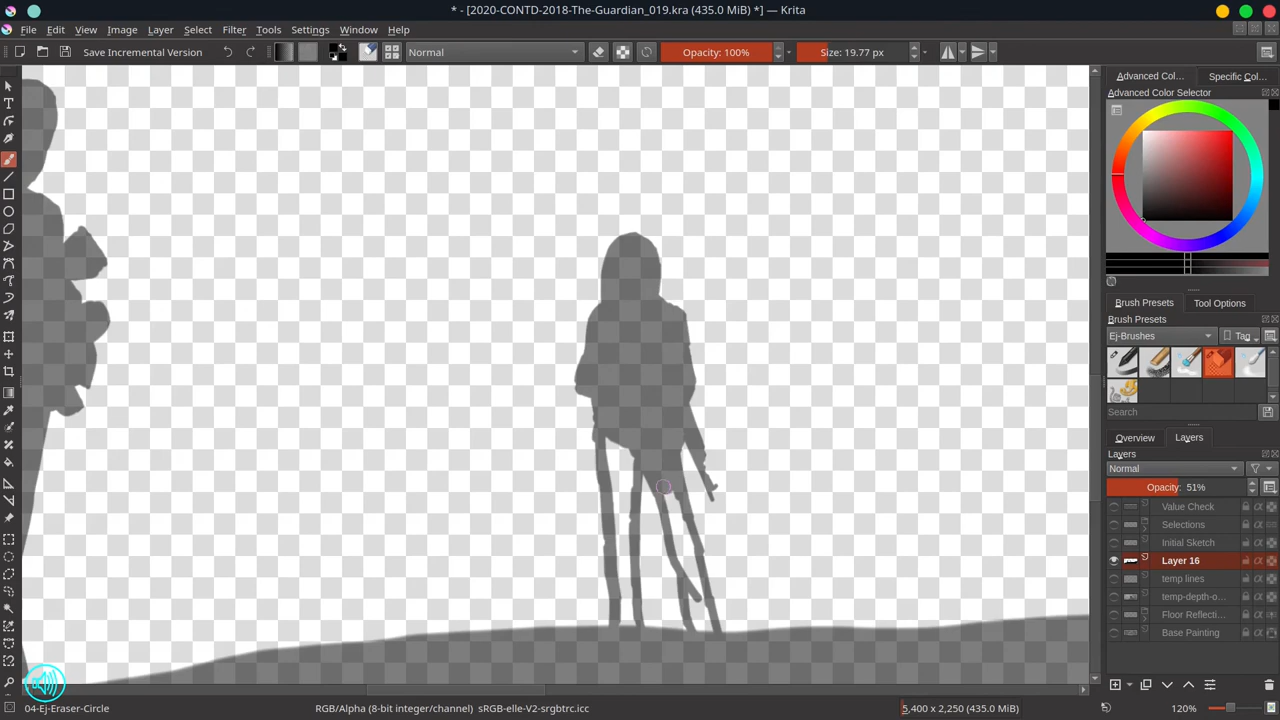 * - [2020-CONTD-2018-The-Guardian_019.kra (435.0 MiB) *] — Krita
File Edit View Image Layer Select Filter Tools Settings Window Help
Save Incremental Version Normal Opacity: 100% Size: 19.77 px
Advanced Col... Specific Col...
Advanced Color Selector
Brush Presets Tool Options
Brush Presets
Ej-Brushes Tag
Search
Overview Layers
Layers
Normal
Opacity: 51%
Value Check
Selections
Initial Sketch
Layer 16
temp lines
temp-depth-o...
Floor Reflecti...
Base Painting
04-Ej-Eraser-Circle RGB/Alpha (8-bit integer/channel) sRGB-elle-V2-srgbtrc.icc 5,400 x 2,250 (435.0 MiB) 120%